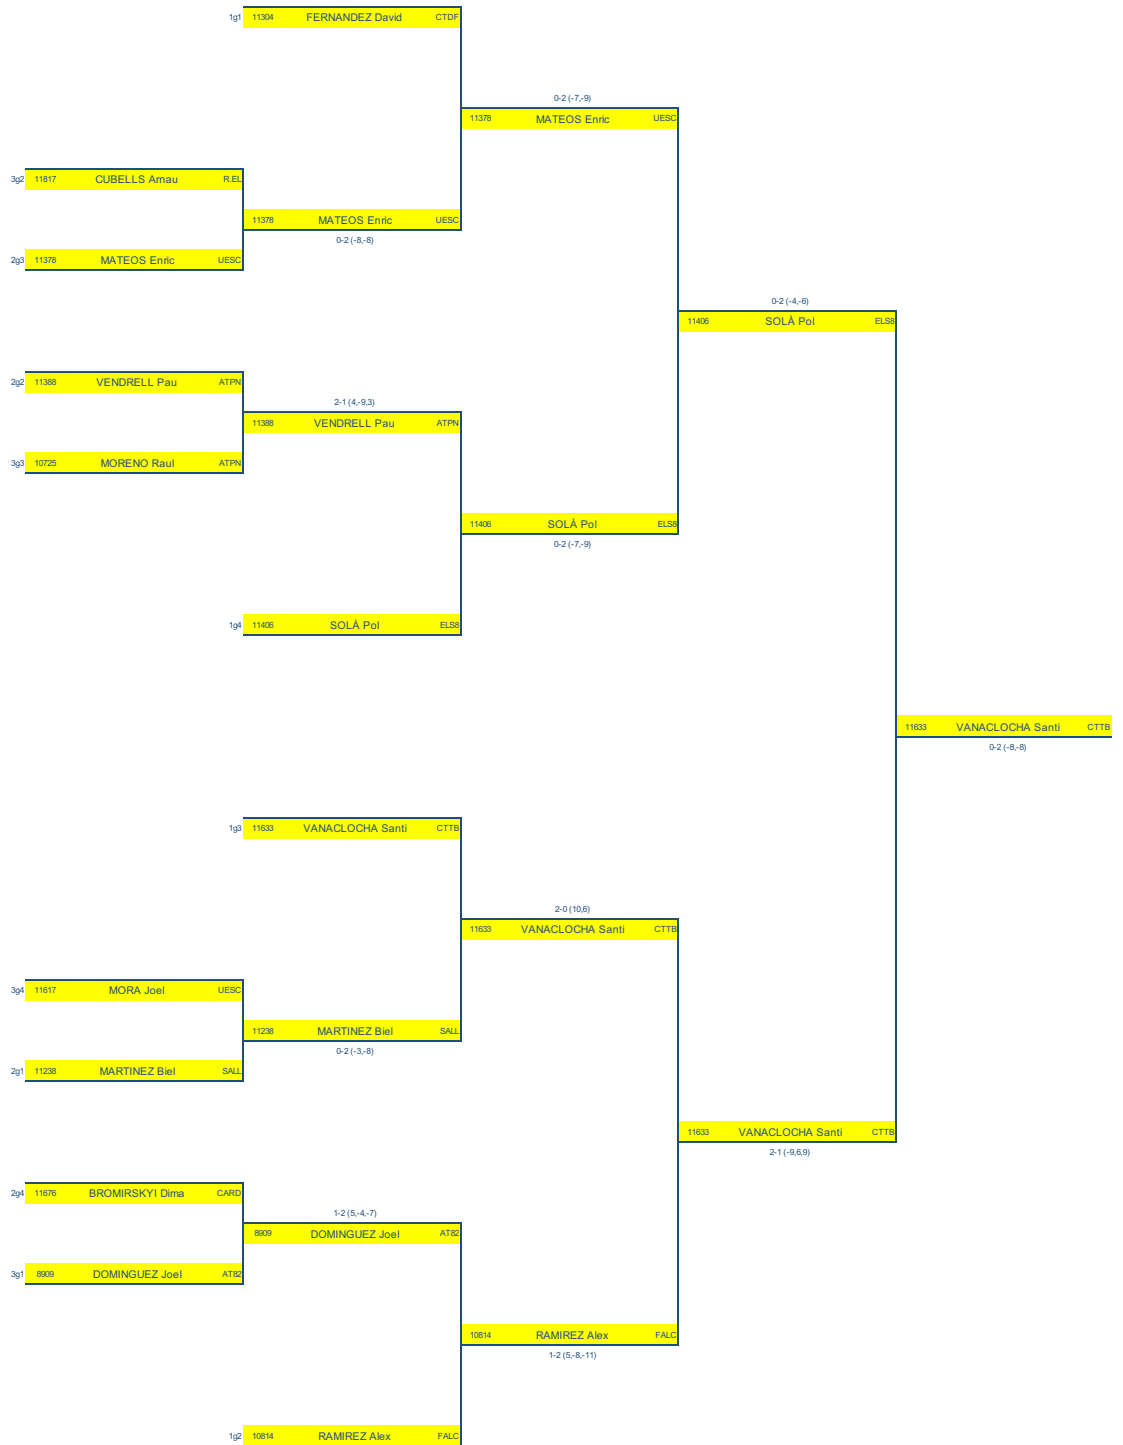 1g1 11304 FERNANDEZ David CTDF
0-2 (-7,-9)
11378 MATEOS Enric UESC
3g2 11817 CUBELLS Arnau R.EL
11378 MATEOS Enric UESC
0-2 (-8,-8)
2g3 11378 MATEOS Enric UESC
0-2 (-4,-6)
11406 SOLÀ Pol ELS8
2g2 11388 VENDRELL Pau ATPN
2-1 (4,-9,3)
11388 VENDRELL Pau ATPN
3g3 10725 MORENO Raul ATPN
11406 SOLÀ Pol ELS8
0-2 (-7,-9)
1g4 11406 SOLÀ Pol ELS8
11633 VANACLOCHA Santi CTTB
0-2 (-8,-8)
1g3 11633 VANACLOCHA Santi CTTB
2-0 (10,6)
11633 VANACLOCHA Santi CTTB
3g4 11617 MORA Joel UESC
11238 MARTINEZ Biel SALL
0-2 (-3,-8)
2g1 11238 MARTINEZ Biel SALL
11633 VANACLOCHA Santi CTTB
2-1 (-9,6,9)
2g4 11676 BROMIRSKYI Dima CARD
1-2 (5,-4,-7)
8909 DOMINGUEZ Joel AT82
3g1 8909 DOMINGUEZ Joel AT82
10814 RAMIREZ Alex FALC
1-2 (5,-8,-11)
1g2 10814 RAMIREZ Alex FALC